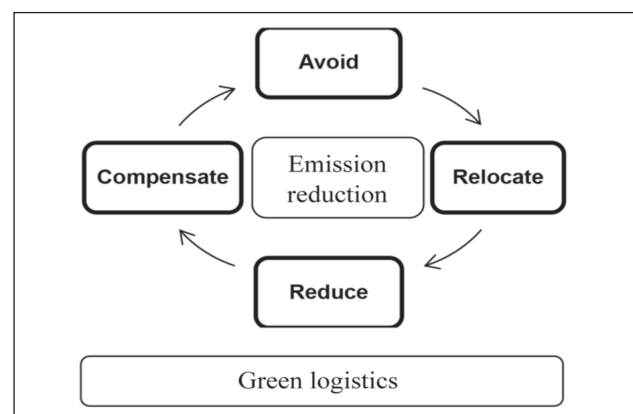 Avoid
Compensate
Emission
reduction
Relocate
Reduce
Green logistics